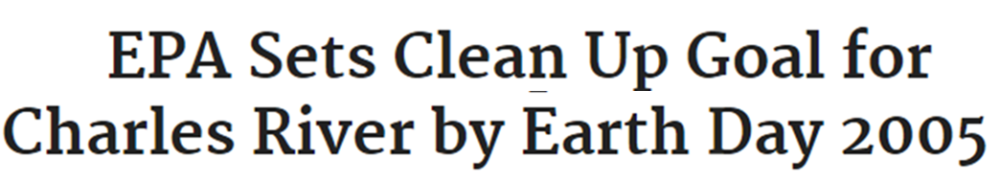 EPA Sets Clean Up Goal for
Charles River by Earth Day 2005